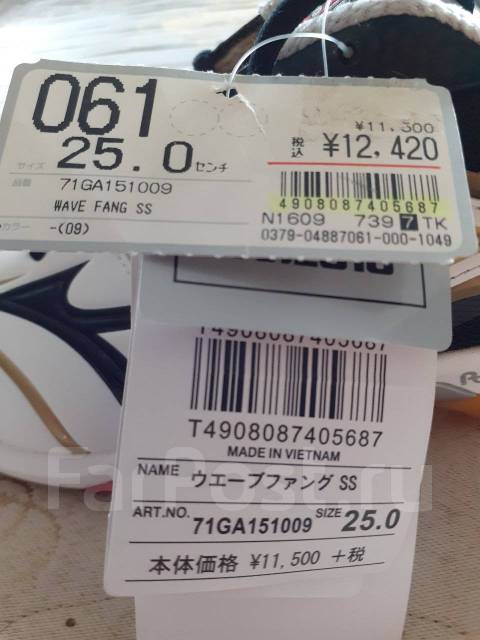 061
サイズ 25.0センチ
品番 71GA151009
WAVE FANG SS
カラー -(09)
¥11,500
税込 ¥12,420
4908087405687
N1609 739 7 TK
0379-04887061-000-1049
T4908087405687
T4908087405687
MADE IN VIETNAM
NAME ウエーブファング SS
ART.NO. 71GA151009 SIZE 25.0
本体価格 ¥11,500 +税
FarPost.ru